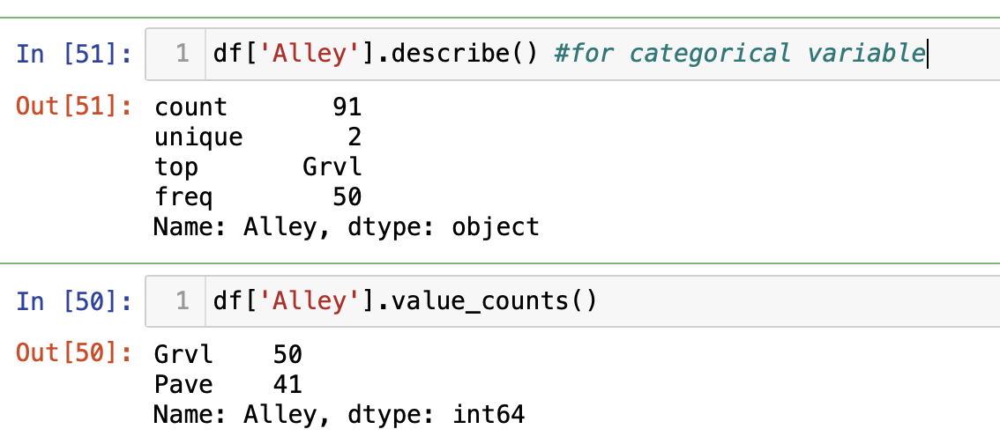 In [51]: 1 df['Alley'].describe() #for categorical variable
Out[51]: count 91
unique 2
top Grvl
freq 50
Name: Alley, dtype: object
In [50]: 1 df['Alley'].value_counts()
Out[50]: Grvl 50
Pave 41
Name: Alley, dtype: int64